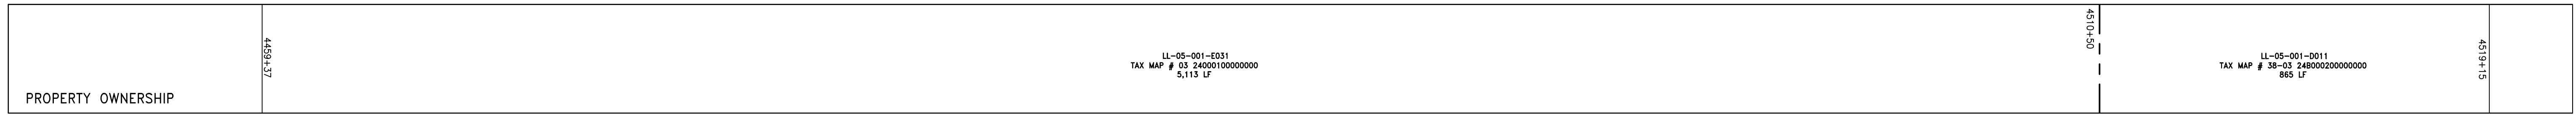 PROPERTY OWNERSHIP
4459+37
LL-05-001-E031
TAX MAP # 03 24000100000000
5,113 LF
4510+50
LL-05-001-D011
TAX MAP # 38-03 24B000200000000
865 LF
4519+15